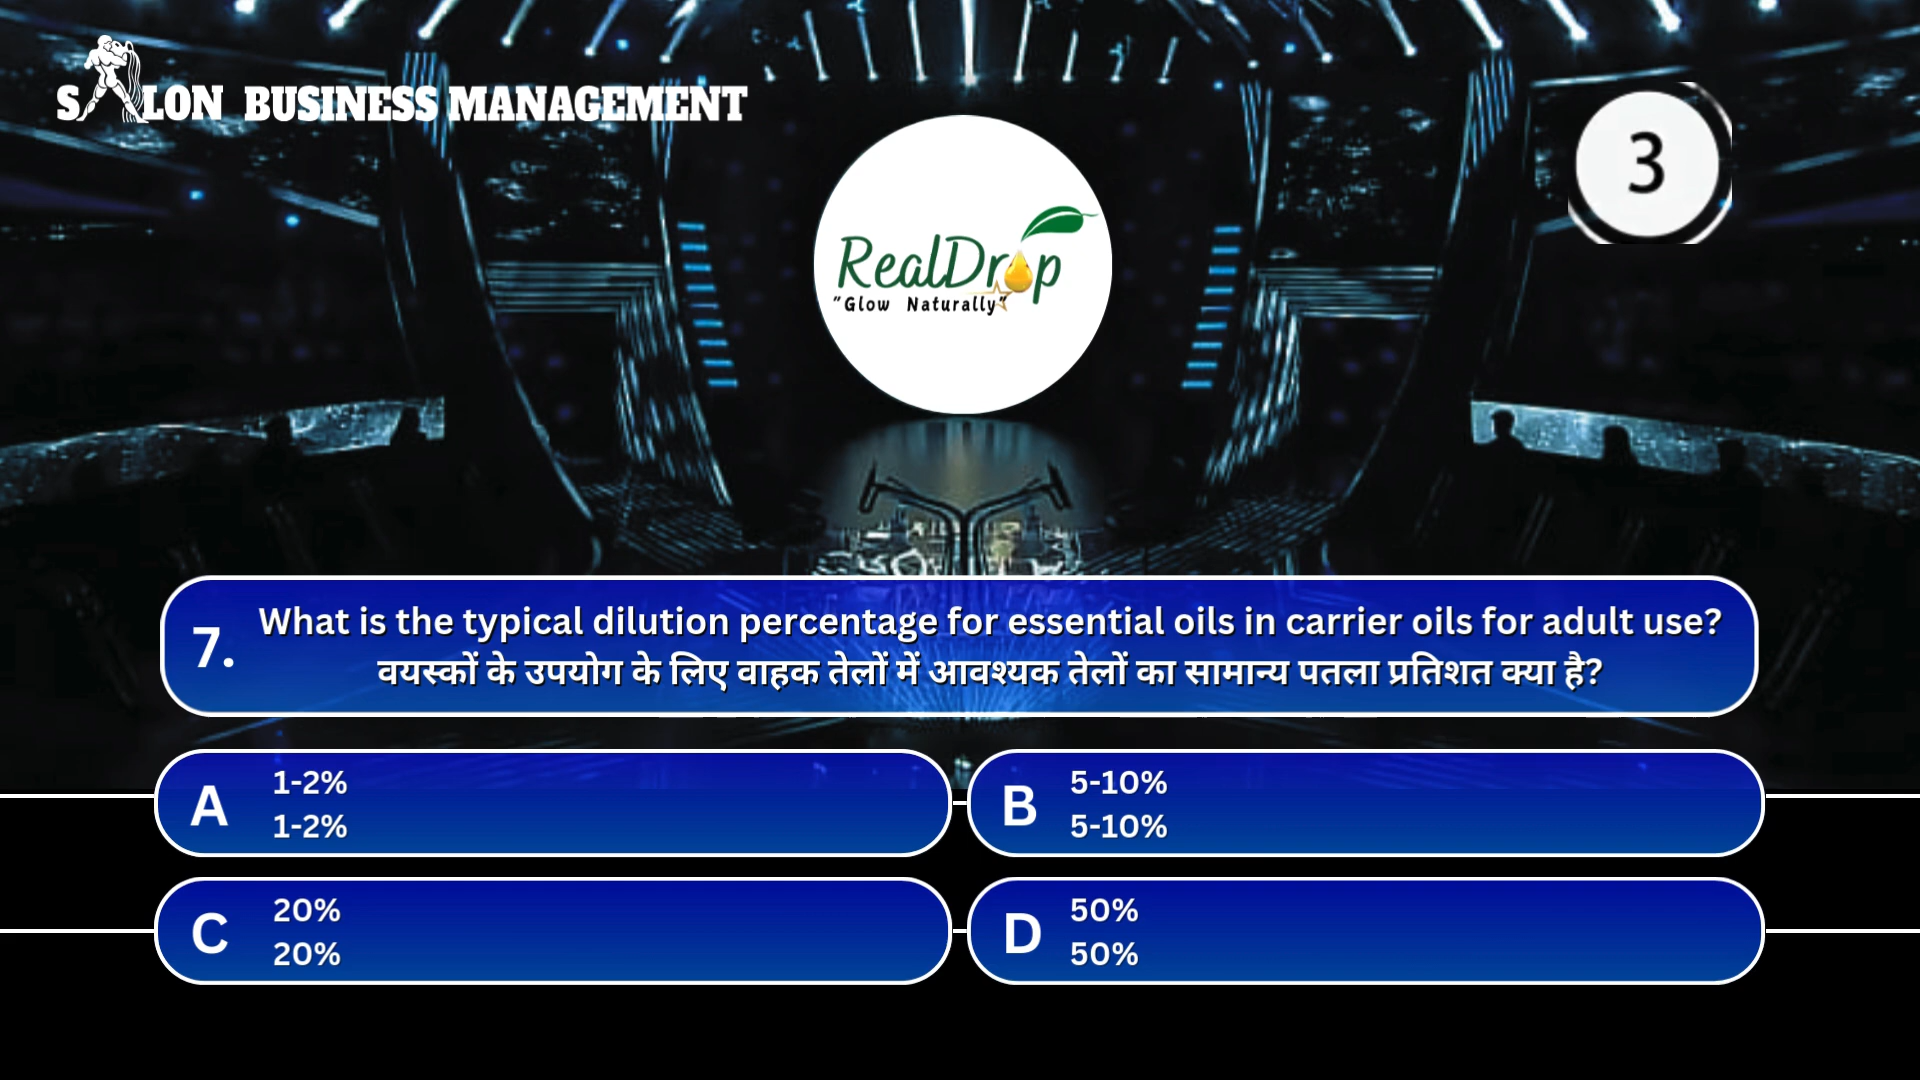 SALON BUSINESS MANAGEMENT
3
RealDrop
"Glow Naturally"
7.
What is the typical dilution percentage for essential oils in carrier oils for adult use?
वयस्कों के उपयोग के लिए वाहक तेलों में आवश्यक तेलों का सामान्य पतला प्रतिशत क्या है?
A
1-2%
1-2%
B
5-10%
5-10%
C
20%
20%
D
50%
50%